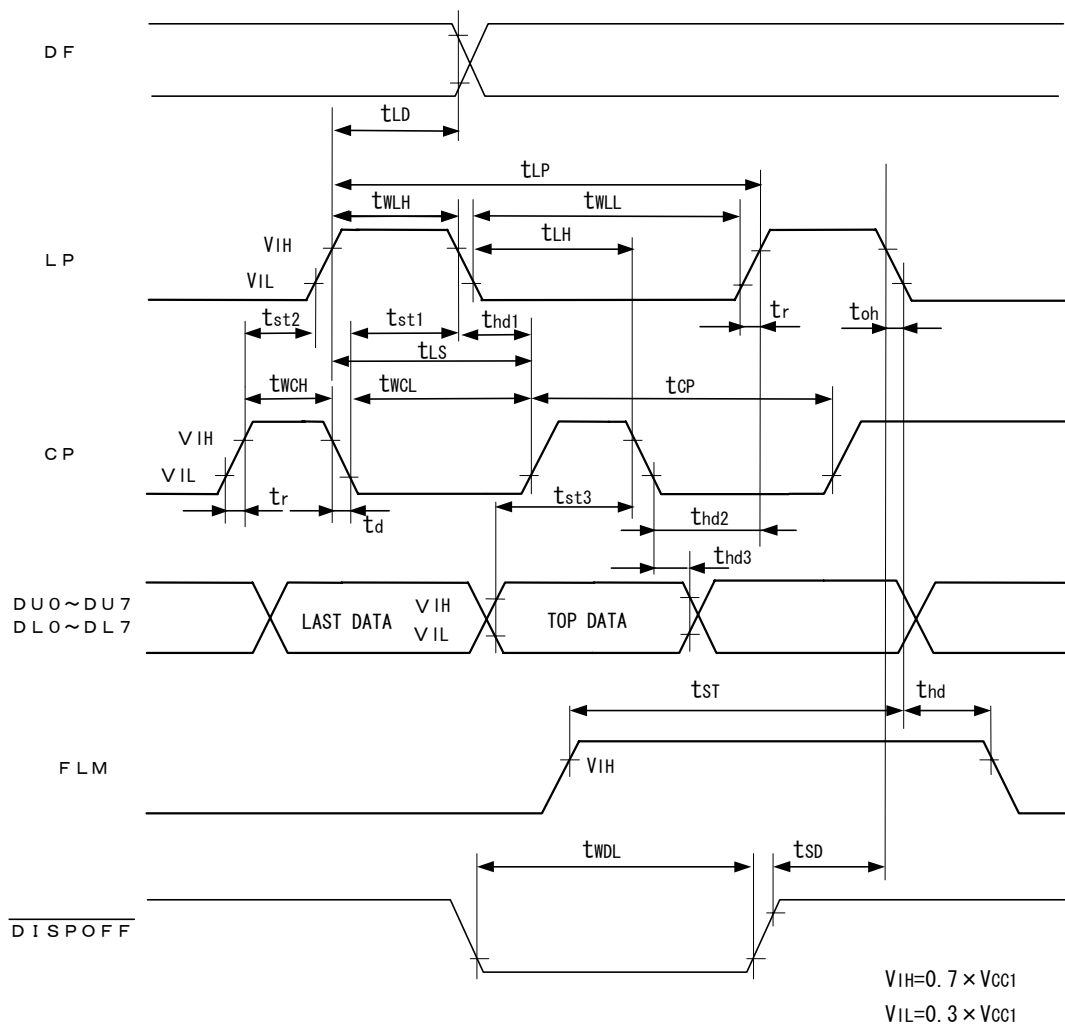 DF
tLD
tLP
tWLH
tWLL
tLH
VIH
LP
VIL
tst2
tst1
thd1
tr
toh
tLS
tWCH
tWCL
tCP
VIH
CP
VIL
tr
td
tst3
thd2
thd3
DU0~DU7
DL0~DL7
LAST DATA
VIH
VIL
TOP DATA
tST
thd
FLM
VIH
tWDL
tSD
DISPOFF
VIH=0.7×VCC1
VIL=0.3×VCC1